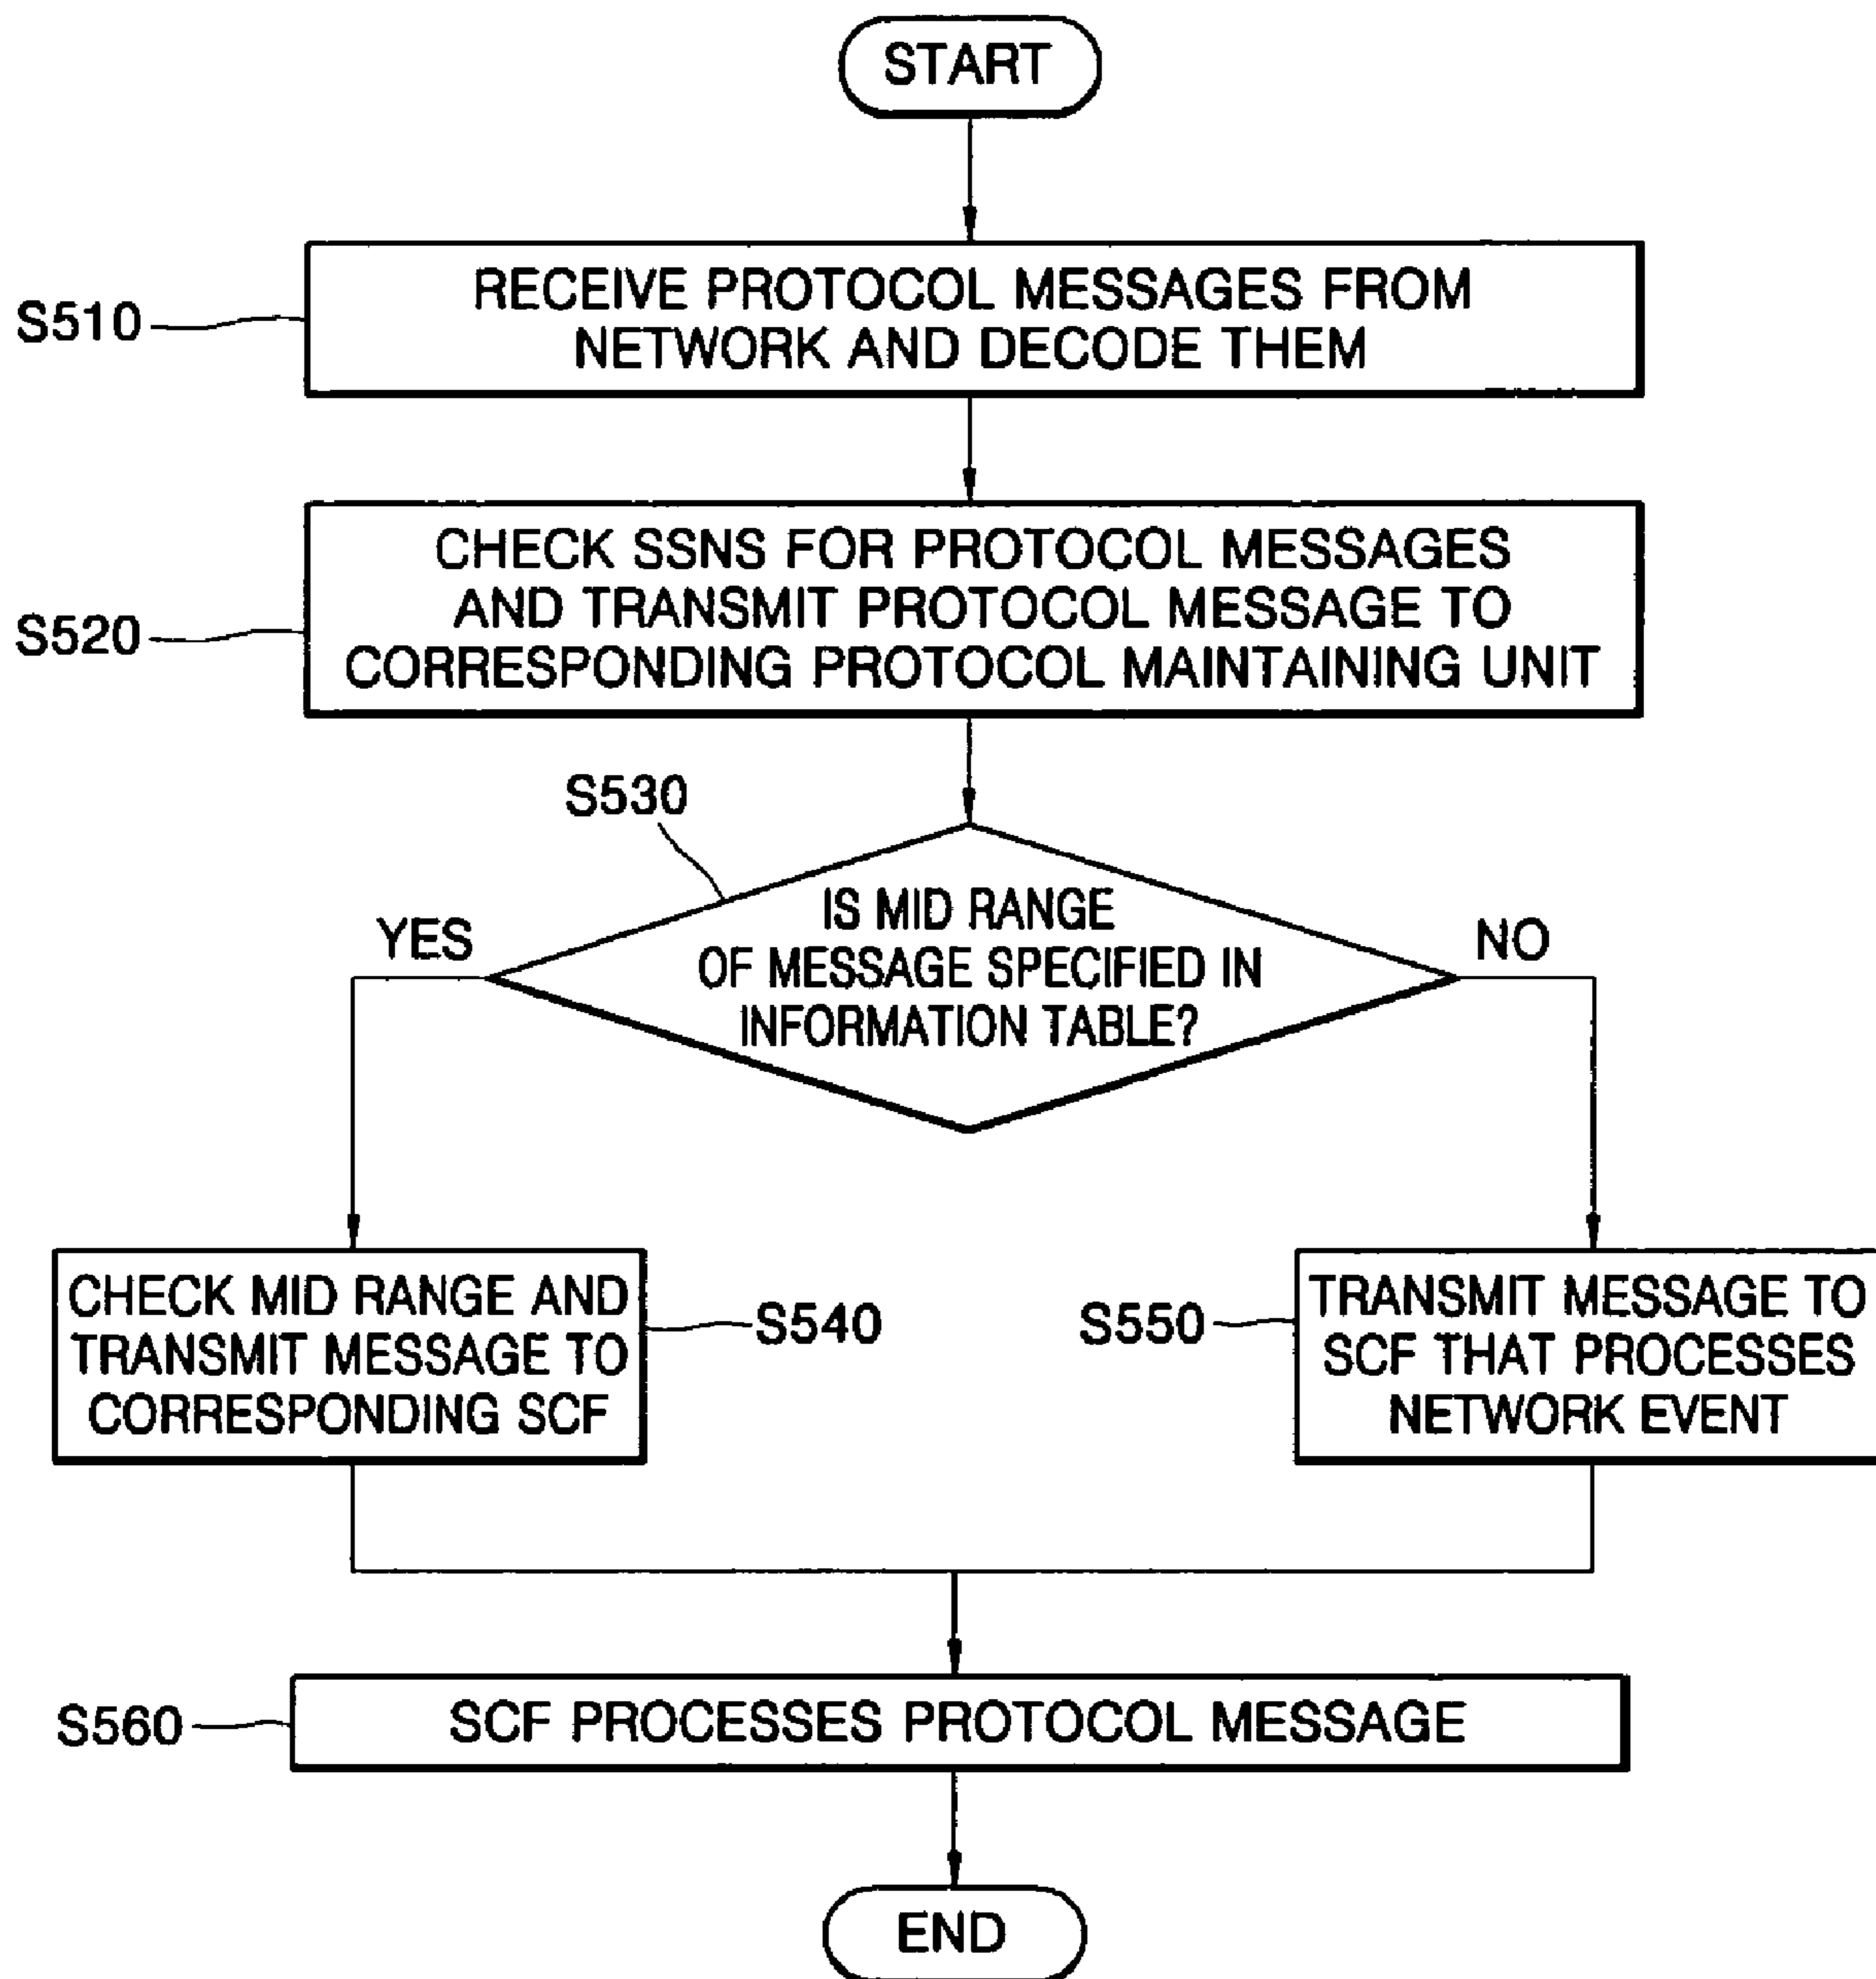 START
S510
RECEIVE PROTOCOL MESSAGES FROM
NETWORK AND DECODE THEM
S520
CHECK SSNS FOR PROTOCOL MESSAGES
AND TRANSMIT PROTOCOL MESSAGE TO
CORRESPONDING PROTOCOL MAINTAINING UNIT
S530
IS MID RANGE
OF MESSAGE SPECIFIED IN
INFORMATION TABLE?
YES
NO
CHECK MID RANGE AND
TRANSMIT MESSAGE TO
CORRESPONDING SCF
S540
S550
TRANSMIT MESSAGE TO
SCF THAT PROCESSES
NETWORK EVENT
S560
SCF PROCESSES PROTOCOL MESSAGE
END